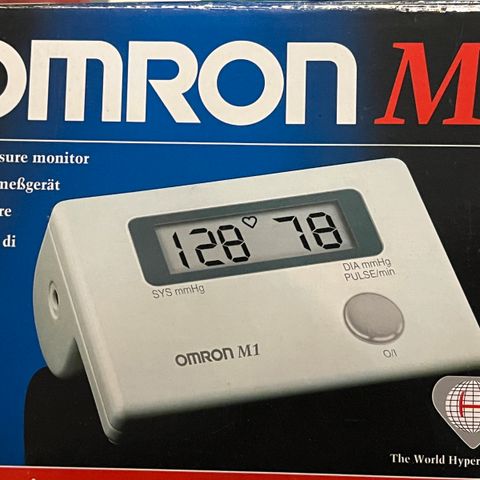 OMRON M
sure monitor
meßgerät
re
di
128 78
SYS mmHg
DIA mmHg
PULSE/min
OMRON M1
O/I
The World Hyper